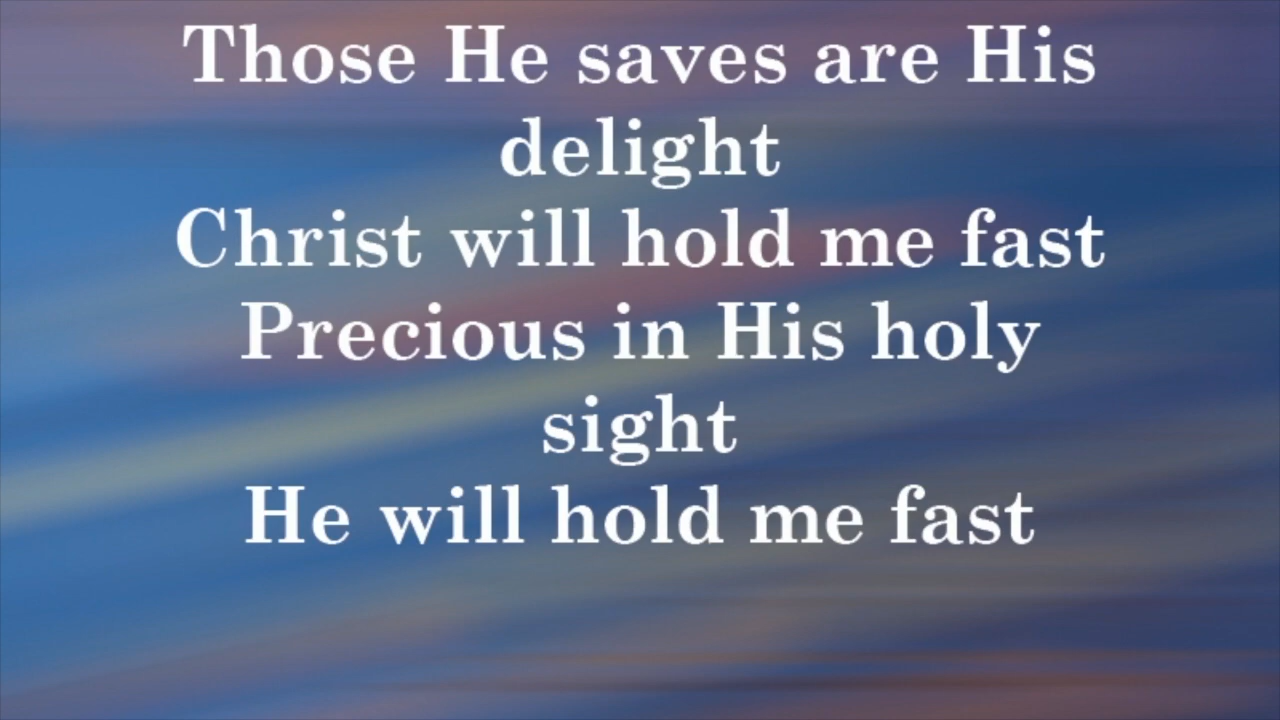 Those He saves are His
delight
Christ will hold me fast
Precious in His holy
sight
He will hold me fast